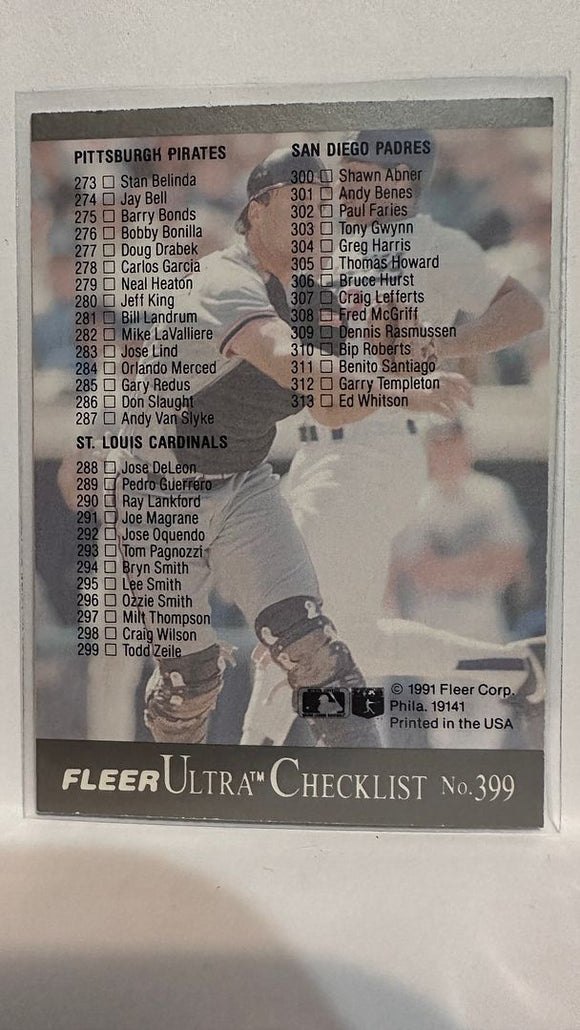 PITTSBURGH PIRATES
273 □ Stan Belinda
274 □ Jay Bell
275 □ Barry Bonds
276 □ Bobby Bonilla
277 □ Doug Drabek
278 □ Carlos Garcia
279 □ Neal Heaton
280 □ Jeff King
281 □ Bill Landrum
282 □ Mike LaValliere
283 □ Jose Lind
284 □ Orlando Merced
285 □ Gary Redus
286 □ Don Slaught
287 □ Andy Van Slyke
ST. LOUIS CARDINALS
288 □ Jose DeLeon
289 □ Pedro Guerrero
290 □ Ray Lankford
291 □ Joe Magrane
292 □ Jose Oquendo
293 □ Tom Pagnozzi
294 □ Bryn Smith
295 □ Lee Smith
296 □ Ozzie Smith
297 □ Milt Thompson
298 □ Craig Wilson
299 □ Todd Zeile
SAN DIEGO PADRES
300 □ Shawn Abner
301 □ Andy Benes
302 □ Paul Faries
303 □ Tony Gwynn
304 □ Greg Harris
305 □ Thomas Howard
306 □ Bruce Hurst
307 □ Craig Lefferts
308 □ Fred McGriff
309 □ Dennis Rasmussen
310 □ Bip Roberts
311 □ Benito Santiago
312 □ Garry Templeton
313 □ Ed Whitson
© 1991 Fleer Corp.
Phila. 19141
Printed in the USA
FLEER ULTRA™ CHECKLIST No. 399